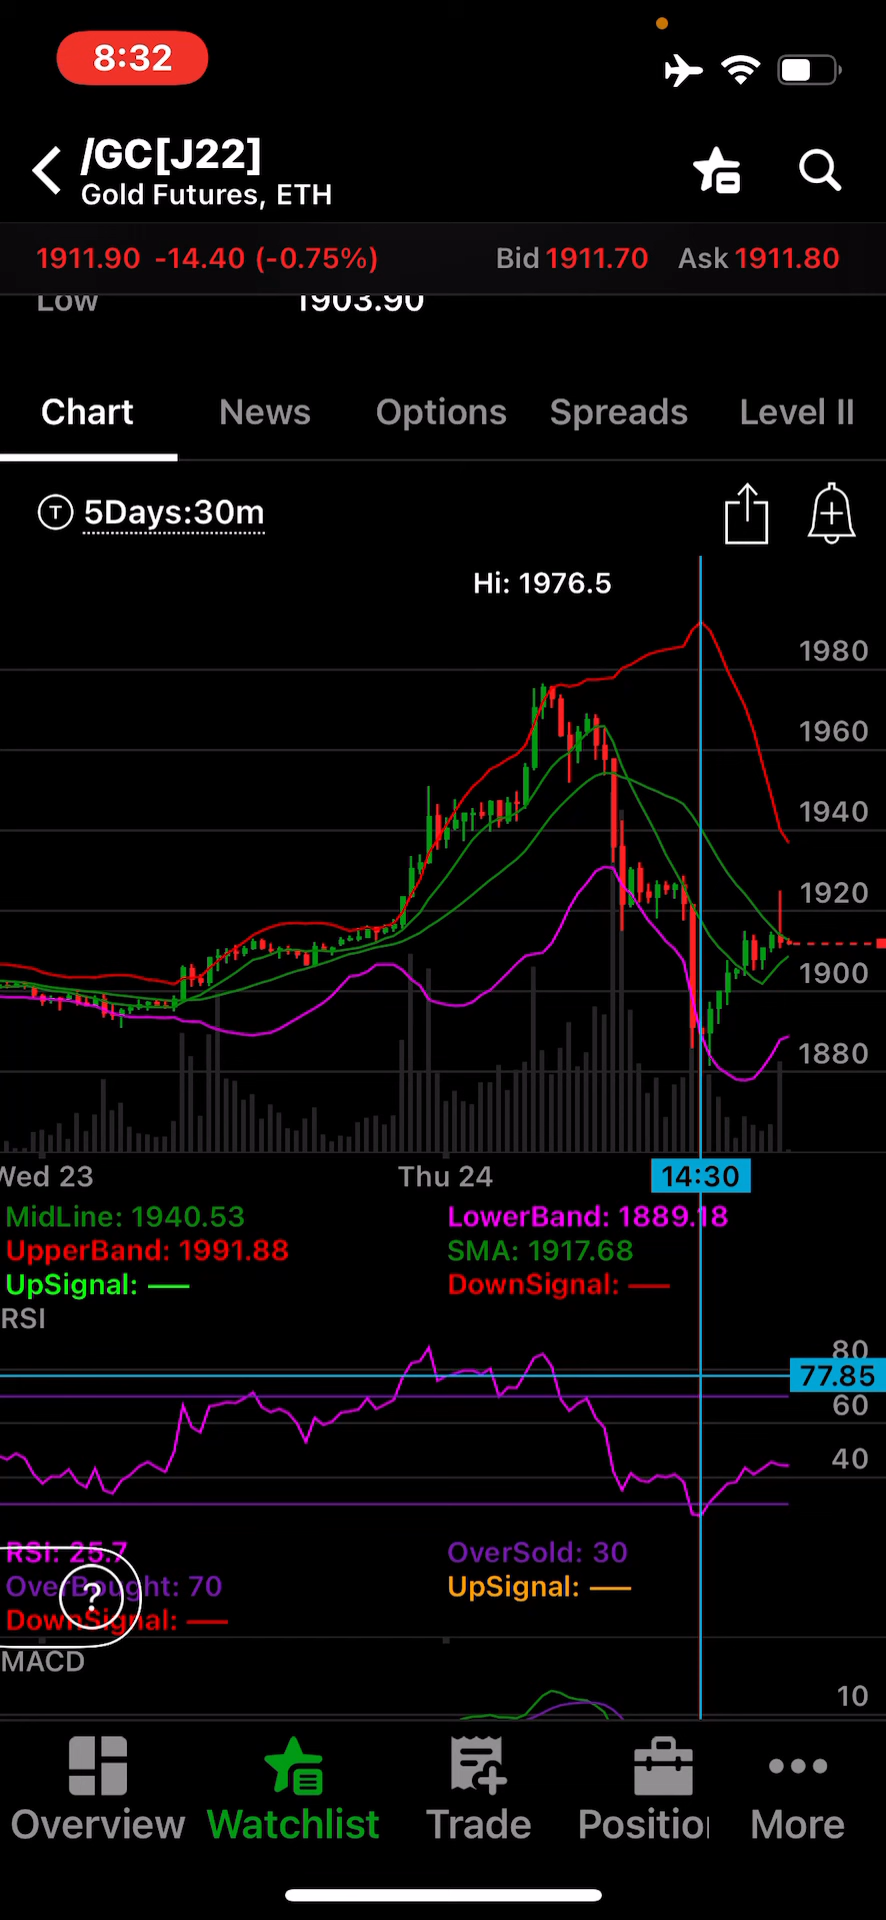 8:32
/GC[J22]
Gold Futures, ETH
1911.90 -14.40 (-0.75%) Bid 1911.70 Ask 1911.80
Low 1903.90
Chart News Options Spreads Level II
T 5Days:30m
Hi: 1976.5
1980
1960
1940
1920
1900
1880
Wed 23 Thu 24 14:30
MidLine: 1940.53 LowerBand: 1889.18
UpperBand: 1991.88 SMA: 1917.68
UpSignal: — DownSignal: —
RSI
80
77.85
60
40
RSI: 25.7 OverSold: 30
OverBought: 70 UpSignal: —
?
DownSignal: —
MACD
10
Overview Watchlist Trade Position More